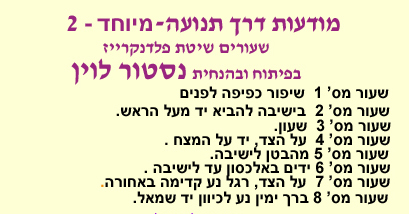 מודעות דרך תנועה-מיוחד - 2
שעורים שיטת פלדנקרייז
בפיתוח ובהנחית נסטור לוין
שעור מס' 1 שיפור כפיפה לפנים
שעור מס' 2 בישיבה להביא יד מעל הראש.
שעור מס' 3 שעון.
שעור מס' 4 על הצד, יד על המצח .
שעור מס' 5 מהבטן לישיבה.
שעור מס' 6 ידים באלכסון עד לישיבה .
שעור מס' 7 על הצד, רגל נע קדימה באחורה.
שעור מס' 8 ברך ימין נע לכיוון יד שמאל.